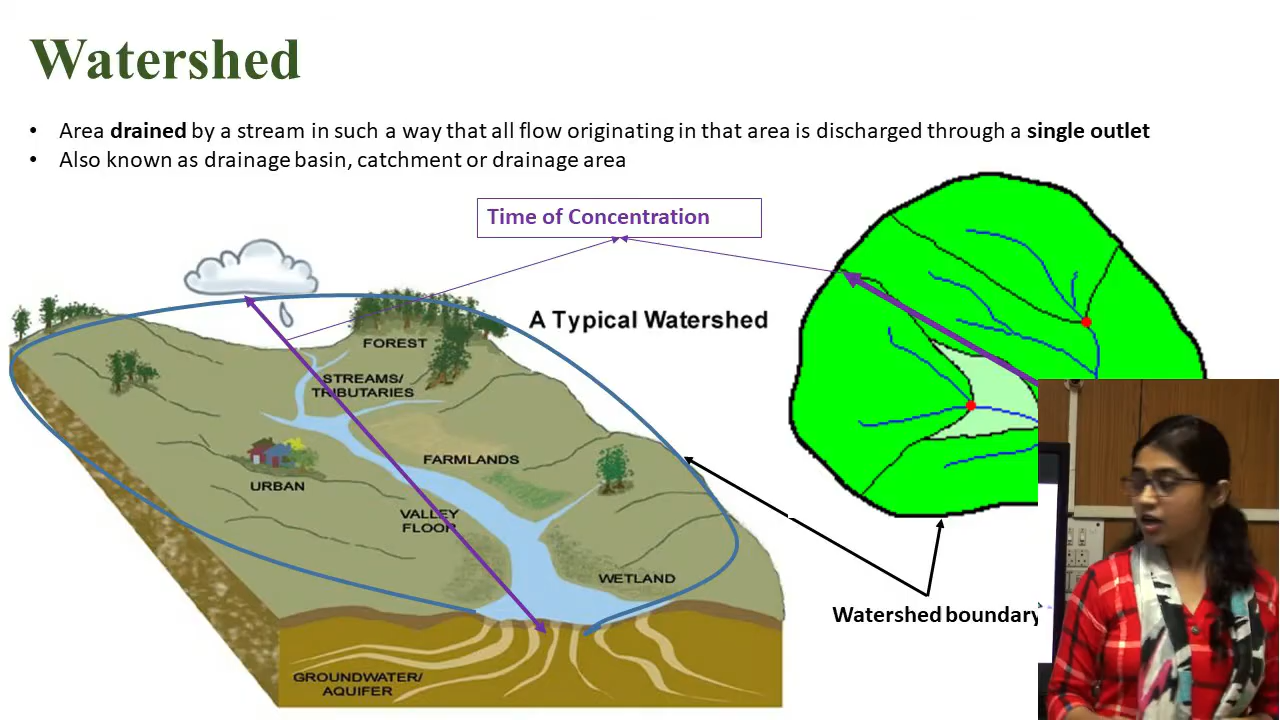 Watershed
• Area drained by a stream in such a way that all flow originating in that area is discharged through a single outlet
• Also known as drainage basin, catchment or drainage area
Time of Concentration
A Typical Watershed
FOREST
STREAMS/
TRIBUTARIES
FARMLANDS
URBAN
VALLEY
FLOOR
WETLAND
Watershed boundary
GROUNDWATER/
AQUIFER